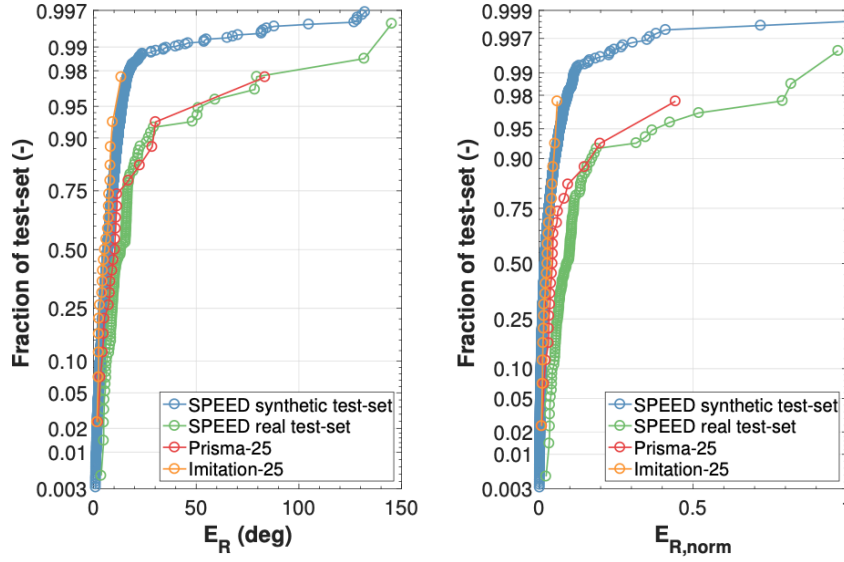 Fraction of test-set (-)
0.997
0.99
0.98
0.95
0.90
0.75
0.50
0.25
0.10
0.05
0.02
0.01
0.003
SPEED synthetic test-set
SPEED real test-set
Prisma-25
Imitation-25
0 50 100 150
E_R (deg)
Fraction of test-set (-)
0.999
0.997
0.99
0.98
0.95
0.90
0.75
0.50
0.25
0.10
0.05
0.02
0.01
0.003
SPEED synthetic test-set
SPEED real test-set
Prisma-25
Imitation-25
0 0.5
E_R,norm